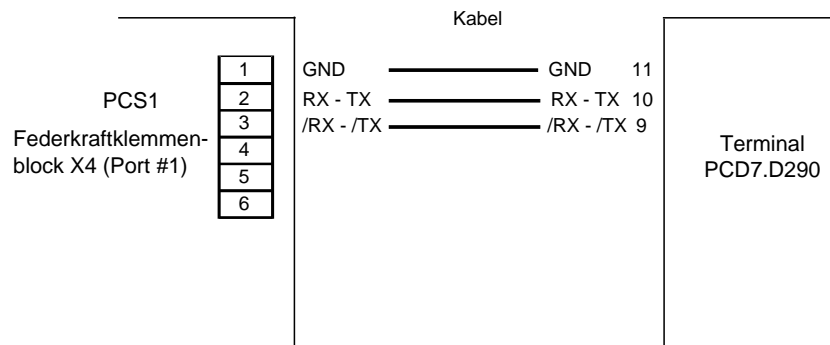 Kabel
1 GND GND 11
PCS1 2 RX - TX RX - TX 10
3 /RX - /TX /RX - /TX 9
Federkraftklemmen-
block X4 (Port #1)
4
5
6
Terminal
PCD7.D290